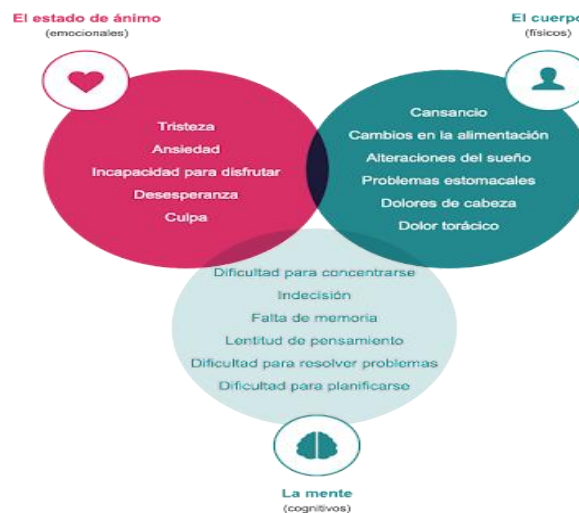 El estado de ánimo
(emocionales)
Tristeza
Ansiedad
Incapacidad para disfrutar
Desesperanza
Culpa
El cuerpo
(físicos)
Cansancio
Cambios en la alimentación
Alteraciones del sueño
Problemas estomacales
Dolores de cabeza
Dolor torácico
Dificultad para concentrarse
Indecisión
Falta de memoria
Lentitud de pensamiento
Dificultad para resolver problemas
Dificultad para planificarse
La mente
(cognitivos)